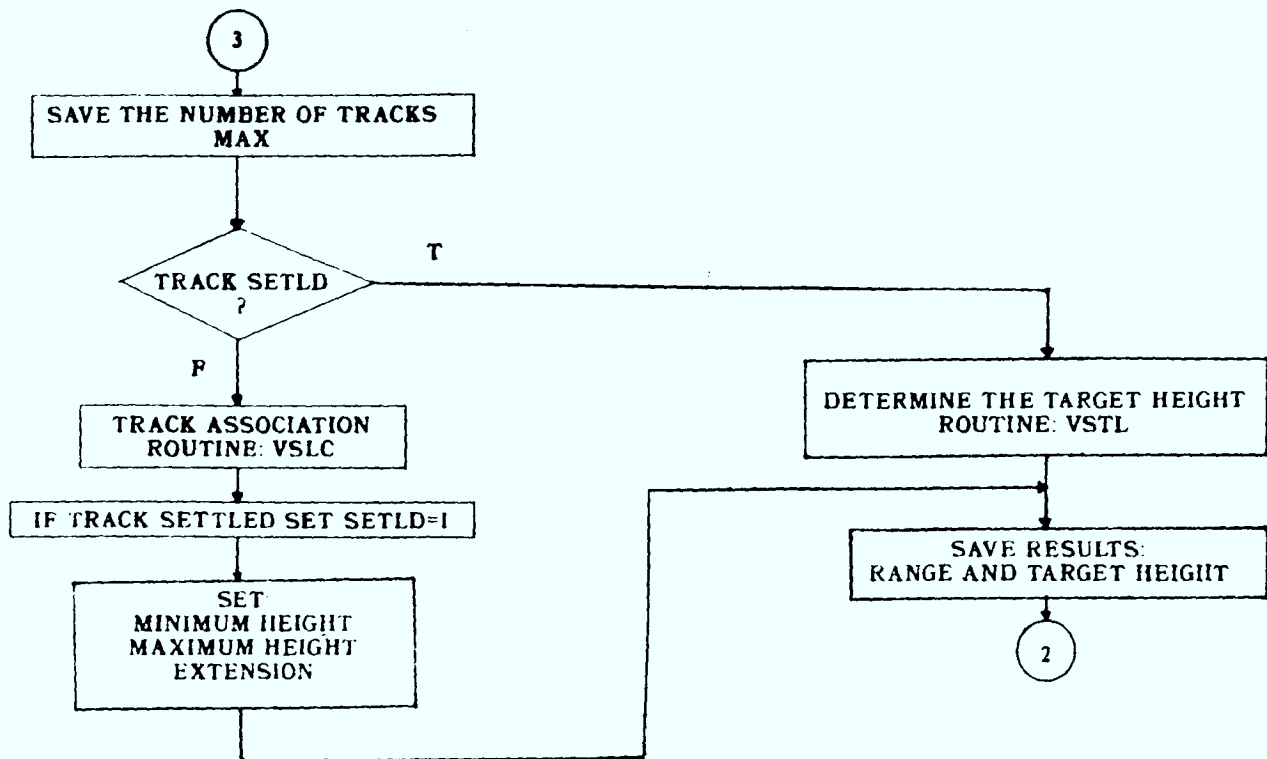 3
SAVE THE NUMBER OF TRACKS
MAX
T
TRACK SETLD
?
F
TRACK ASSOCIATION
ROUTINE: VSLC
IF TRACK SETTLED SET SETLD=1
SET
MINIMUM HEIGHT
MAXIMUM HEIGHT
EXTENSION
DETERMINE THE TARGET HEIGHT
ROUTINE: VSTL
SAVE RESULTS:
RANGE AND TARGET HEIGHT
2